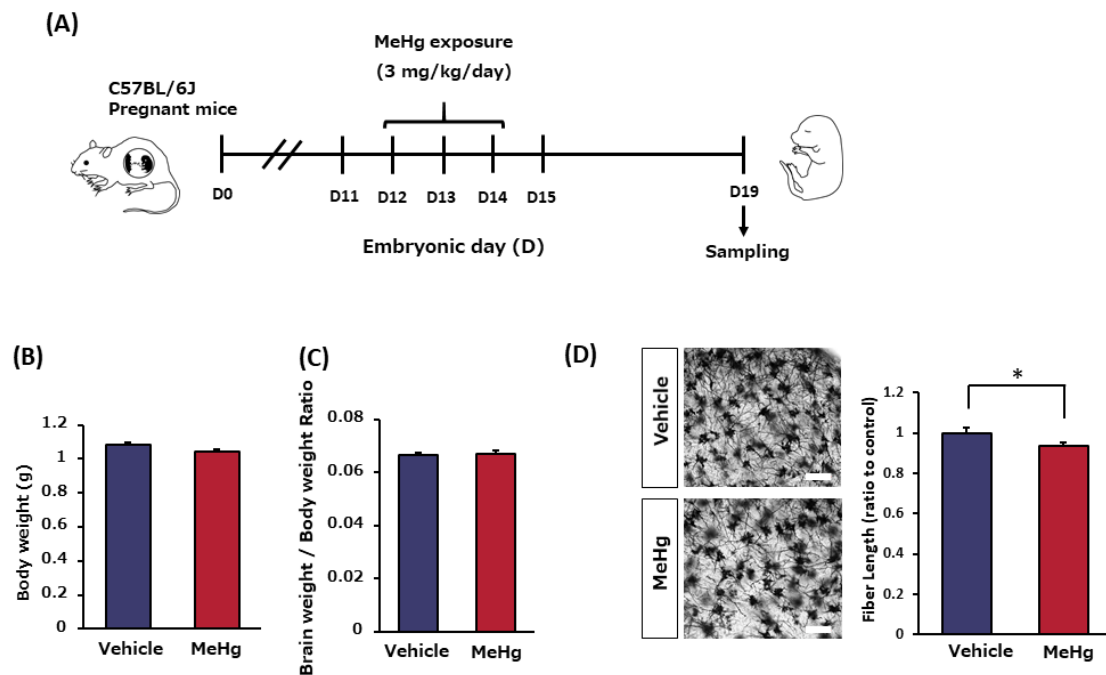 (A)
MeHg exposure
(3 mg/kg/day)
C57BL/6J
Pregnant mice
D0
D11
D12
D13
D14
D15
D19
Embryonic day (D)
Sampling
(B)
Body weight (g)
1.2
1
0.8
0.6
0.4
0.2
0
Vehicle
MeHg
(C)
Brain weight / Body weight Ratio
0.08
0.06
0.04
0.02
0
Vehicle
MeHg
(D)
Vehicle
MeHg
Fiber Length (ratio to control)
1.2
1
0.8
0.6
0.4
0.2
0
*
Vehicle
MeHg